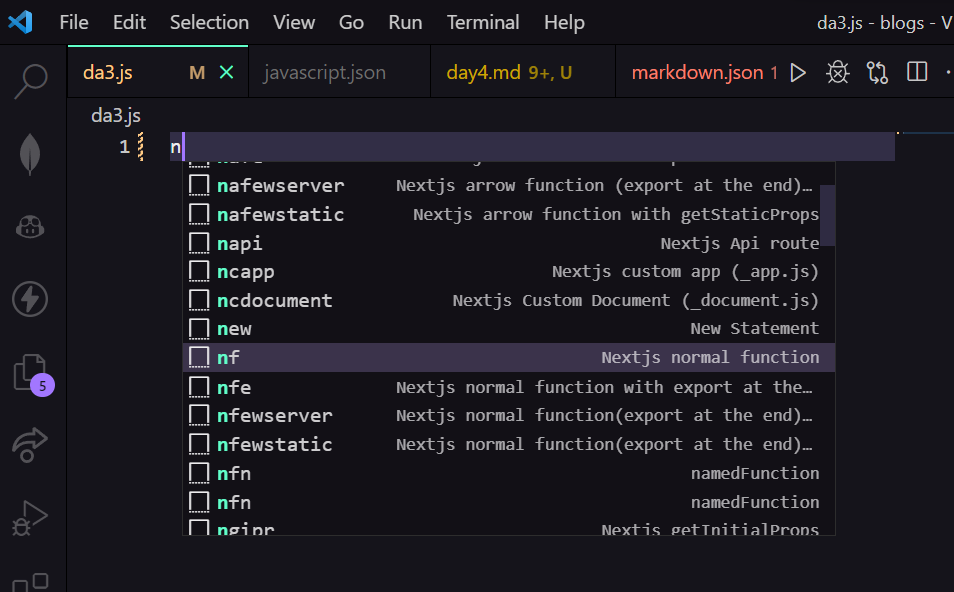 File Edit Selection View Go Run Terminal Help da3.js - blogs - V
da3.js M javascript.json day4.md 9+, U markdown.json 1
da3.js
1 n
nafewserver Nextjs arrow function (export at the end)…
nafewstatic Nextjs arrow function with getStaticProps
napi Nextjs Api route
ncapp Nextjs custom app (_app.js)
ncdocument Nextjs Custom Document (_document.js)
new New Statement
nf Nextjs normal function
nfe Nextjs normal function with export at the…
nfewserver Nextjs normal function(export at the end)…
nfewstatic Nextjs normal function(export at the end)…
nfn namedFunction
nfn namedFunction
ngipr Nextjs getInitialProps
5